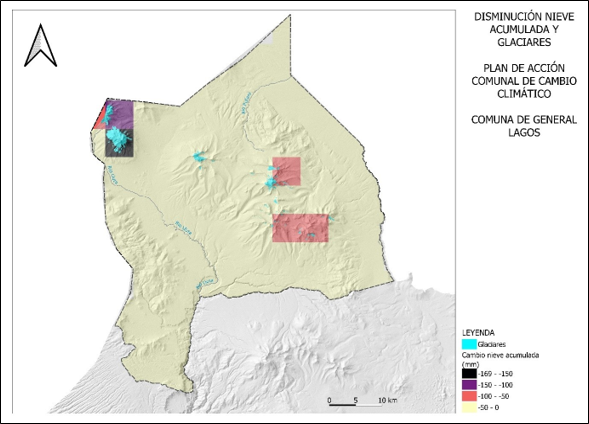 DISMINUCIÓN NIEVE
ACUMULADA Y
GLACIARES
PLAN DE ACCIÓN
COMUNAL DE CAMBIO
CLIMÁTICO
COMUNA DE GENERAL
LAGOS
LEYENDA
Glaciares
Cambio nieve acumulada
(mm)
-169 - -150
-150 - -100
-100 - -50
-50 - 0
0 5 10 km